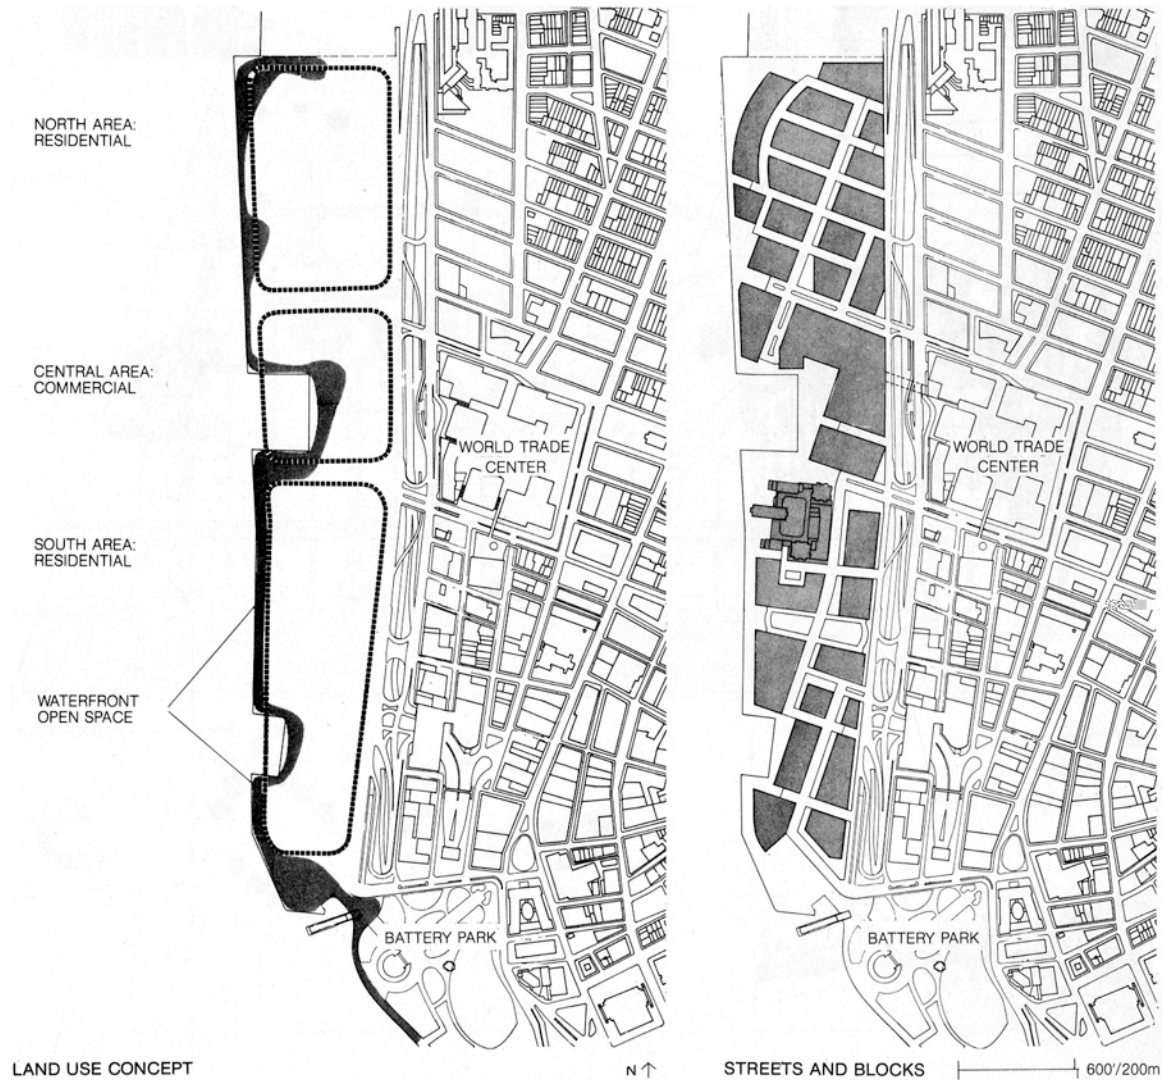 NORTH AREA:
RESIDENTIAL
CENTRAL AREA:
COMMERCIAL
WORLD TRADE
CENTER
SOUTH AREA:
RESIDENTIAL
WATERFRONT
OPEN SPACE
BATTERY PARK
LAND USE CONCEPT
N
WORLD TRADE
CENTER
BATTERY PARK
STREETS AND BLOCKS
600'/200m